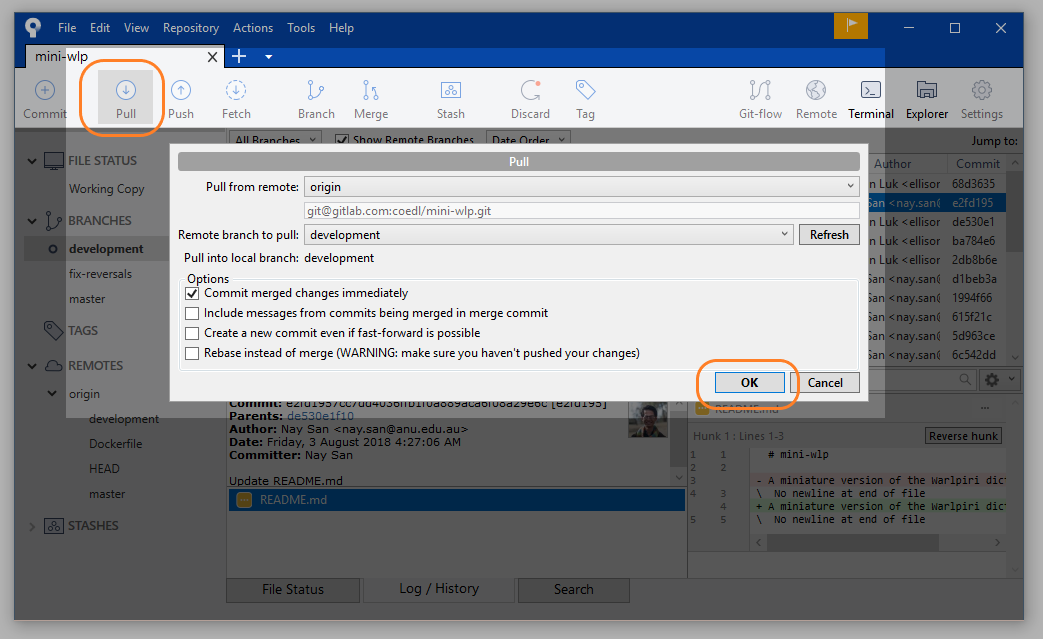 File Edit View Repository Actions Tools Help
mini-wlp
Commit Pull Push Fetch Branch Merge Stash Discard Tag Git-flow Remote Terminal Explorer Settings
All Branches Show Remote Branches Date Order Jump to:
FILE STATUS
Working Copy
BRANCHES
development
fix-reversals
master
TAGS
REMOTES
origin
development
Dockerfile
HEAD
master
STASHES
Pull
Pull from remote: origin
git@gitlab.com:coedl/mini-wlp.git
Remote branch to pull: development Refresh
Pull into local branch: development
Options
Commit merged changes immediately
Include messages from commits being merged in merge commit
Create a new commit even if fast-forward is possible
Rebase instead of merge (WARNING: make sure you haven't pushed your changes)
OK Cancel
Author Commit
n Luk <ellison 68d3635
San <nay.san( e2fd195
n Luk <ellison de530e1
n Luk <ellison ba784e6
n Luk <ellison 2db8b6e
San <nay.san( d1beb3a
San <nay.san( 1994f66
San <nay.san( 615f21c
San <nay.san( 5d963ce
San <nay.san( 6c542dd
Commit: [e2fd195]
Parents: de530e1f10
Author: Nay San <nay.san@anu.edu.au>
Date: Friday, 3 August 2018 4:27:06 AM
Committer: Nay San
Update README.md
README.md
README.md
Hunk 1 : Lines 1-3 Reverse hunk
1 1 # mini-wlp
2 2
3 - A miniature version of the Warlpiri dict
4 3 \ No newline at end of file
4 + A miniature version of the Warlpiri dict
5 5 \ No newline at end of file
File Status Log / History Search